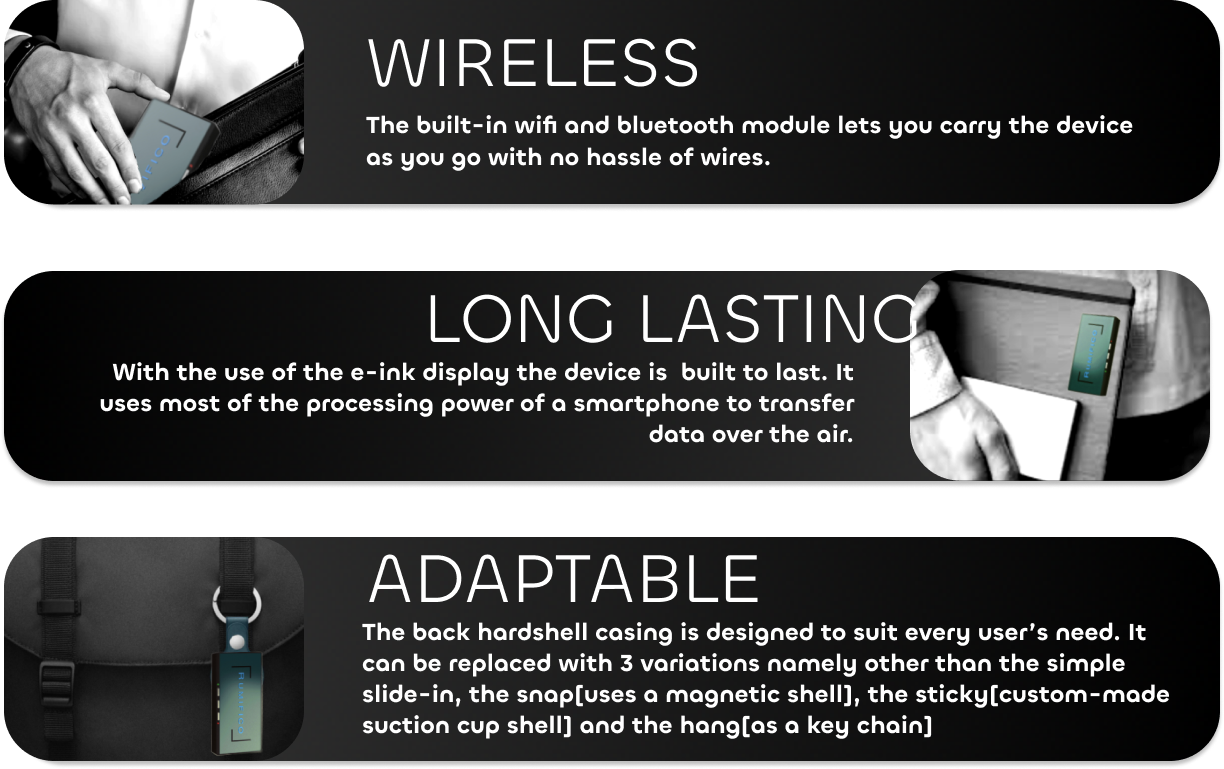 WIRELESS
The built-in wifi and bluetooth module lets you carry the device
as you go with no hassle of wires.
LONG LASTING
With the use of the e-ink display the device is  built to last. It
uses most of the processing power of a smartphone to transfer
data over the air.
ADAPTABLE
The back hardshell casing is designed to suit every user's need. It
can be replaced with 3 variations namely other than the simple
slide-in, the snap[uses a magnetic shell], the sticky[custom-made
suction cup shell] and the hang[as a key chain]